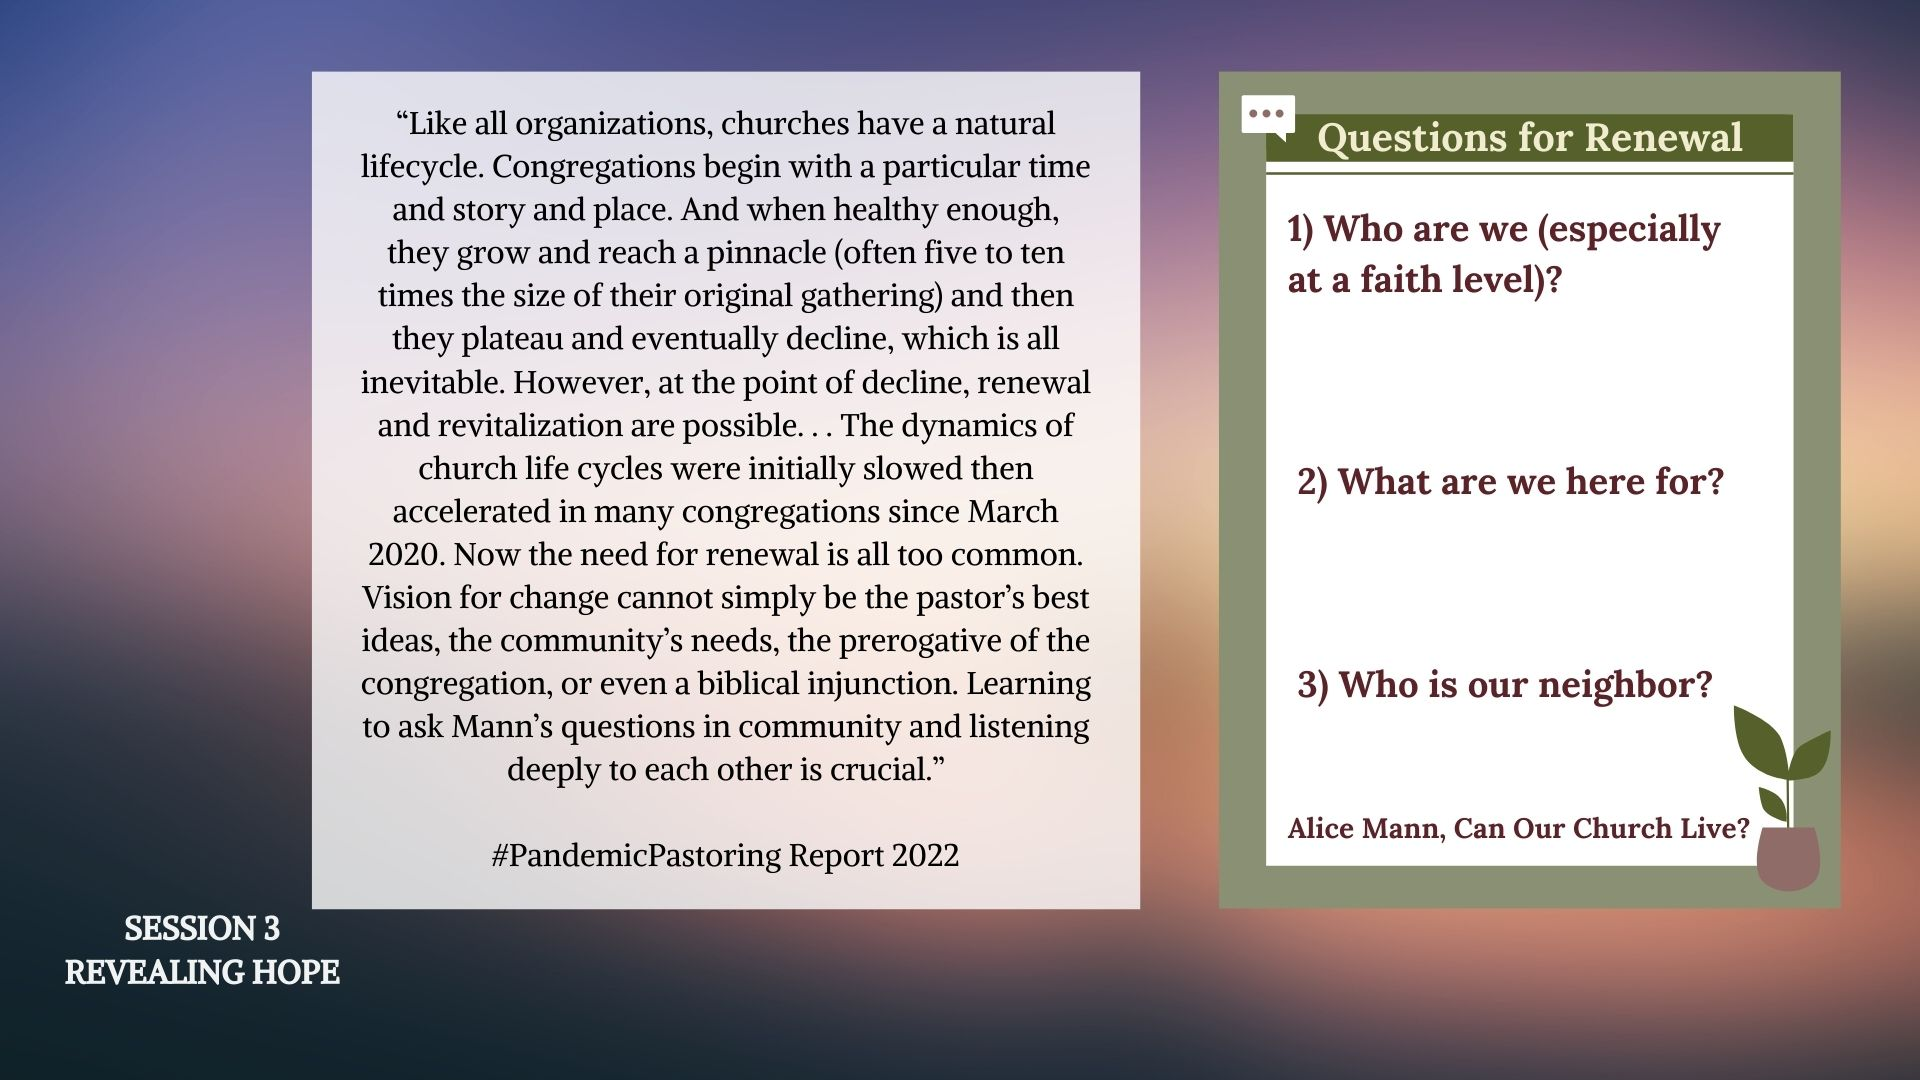 “Like all organizations, churches have a natural
lifecycle. Congregations begin with a particular time
and story and place. And when healthy enough,
they grow and reach a pinnacle (often five to ten
times the size of their original gathering) and then
they plateau and eventually decline, which is all
inevitable. However, at the point of decline, renewal
and revitalization are possible. . . The dynamics of
church life cycles were initially slowed then
accelerated in many congregations since March
2020. Now the need for renewal is all too common.
Vision for change cannot simply be the pastor’s best
ideas, the community’s needs, the prerogative of the
congregation, or even a biblical injunction. Learning
to ask Mann’s questions in community and listening
deeply to each other is crucial.”
#PandemicPastoring Report 2022
Questions for Renewal
1) Who are we (especially
at a faith level)?
2) What are we here for?
3) Who is our neighbor?
Alice Mann, Can Our Church Live?
SESSION 3
REVEALING HOPE